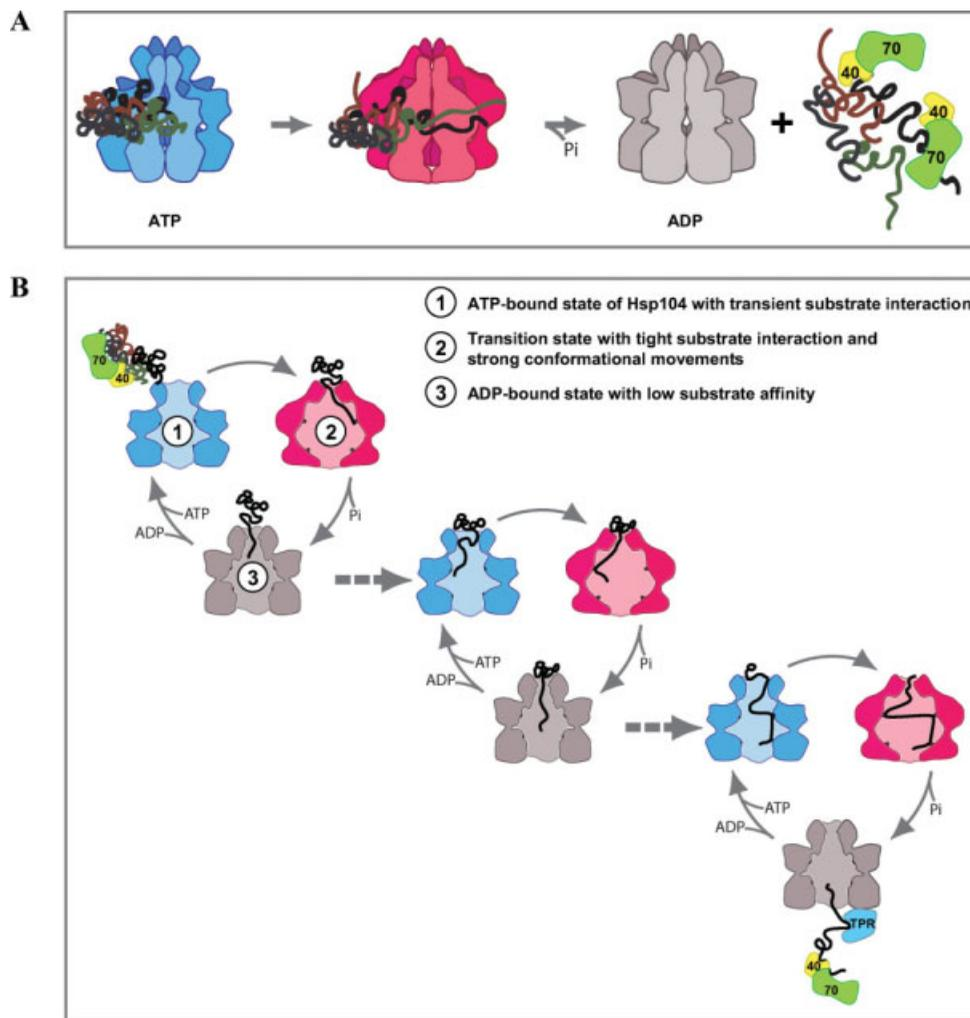 A
70
40
40
70
Pi
+
ATP
ADP
B
1 ATP-bound state of Hsp104 with transient substrate interaction
2 Transition state with tight substrate interaction and
strong conformational movements
3 ADP-bound state with low substrate affinity
70
40
1
2
ATP
ADP
Pi
3
ATP
ADP
Pi
ATP
ADP
Pi
TPR
40
70